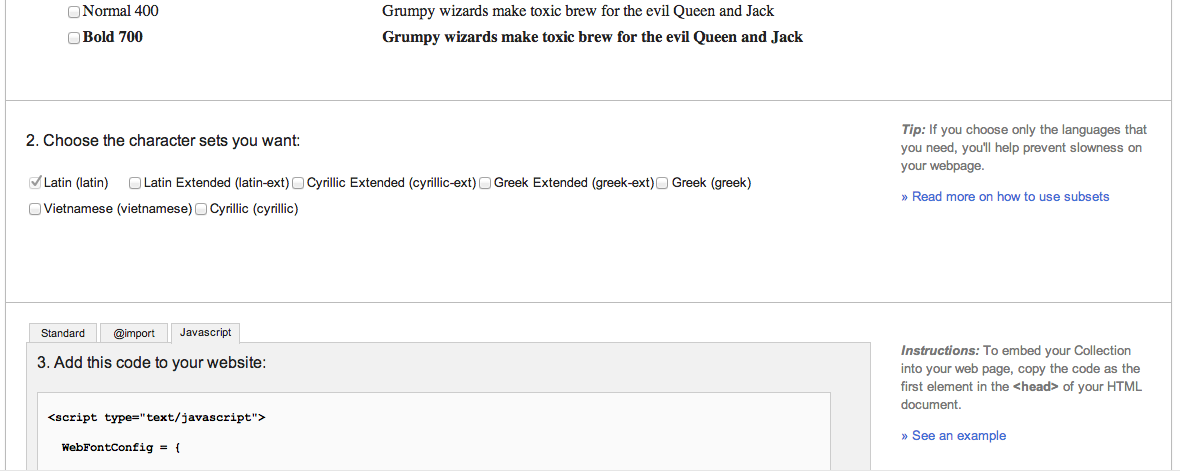 Normal 400 Grumpy wizards make toxic brew for the evil Queen and Jack
Bold 700 Grumpy wizards make toxic brew for the evil Queen and Jack
2. Choose the character sets you want:
Latin (latin) Latin Extended (latin-ext) Cyrillic Extended (cyrillic-ext) Greek Extended (greek-ext) Greek (greek)
Vietnamese (vietnamese) Cyrillic (cyrillic)
Tip: If you choose only the languages that
you need, you'll help prevent slowness on
your webpage.
» Read more on how to use subsets
Standard @import Javascript
3. Add this code to your website:
<script type="text/javascript">
WebFontConfig = {
Instructions: To embed your Collection
into your web page, copy the code as the
first element in the <head> of your HTML
document.
» See an example